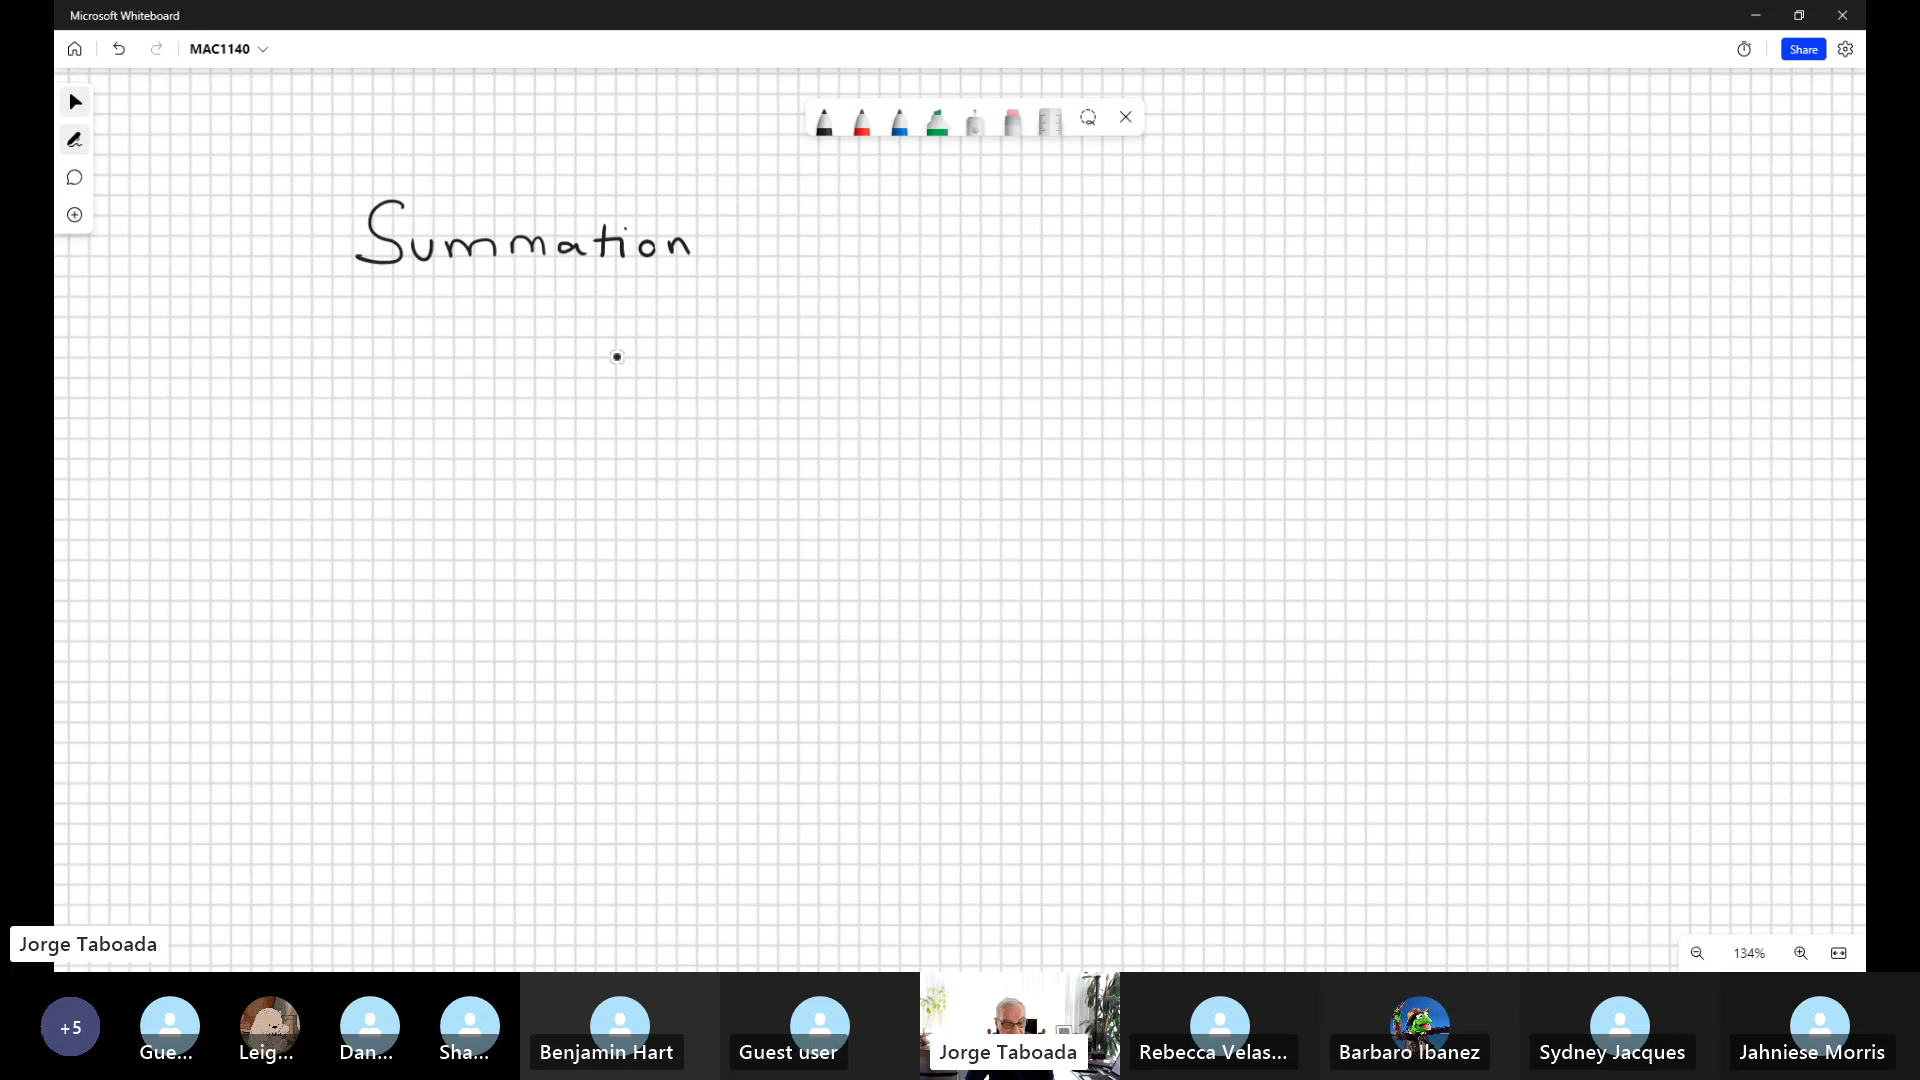 Microsoft Whiteboard
MAC1140
Share
Summation
Jorge Taboada
134%
+5
Gue...
Leig...
Dan...
Sha...
Benjamin Hart
Guest user
Jorge Taboada
Rebecca Velas...
Barbaro Ibanez
Sydney Jacques
Jahniese Morris